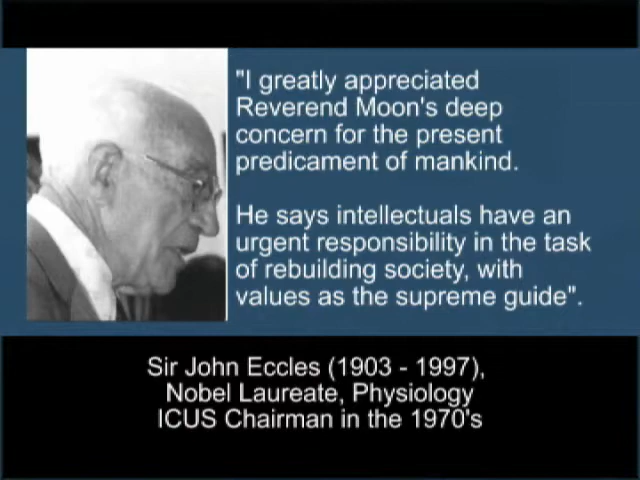 "I greatly appreciated
Reverend Moon's deep
concern for the present
predicament of mankind.
He says intellectuals have an
urgent responsibility in the task
of rebuilding society, with
values as the supreme guide".
Sir John Eccles (1903 - 1997),
Nobel Laureate, Physiology
ICUS Chairman in the 1970's